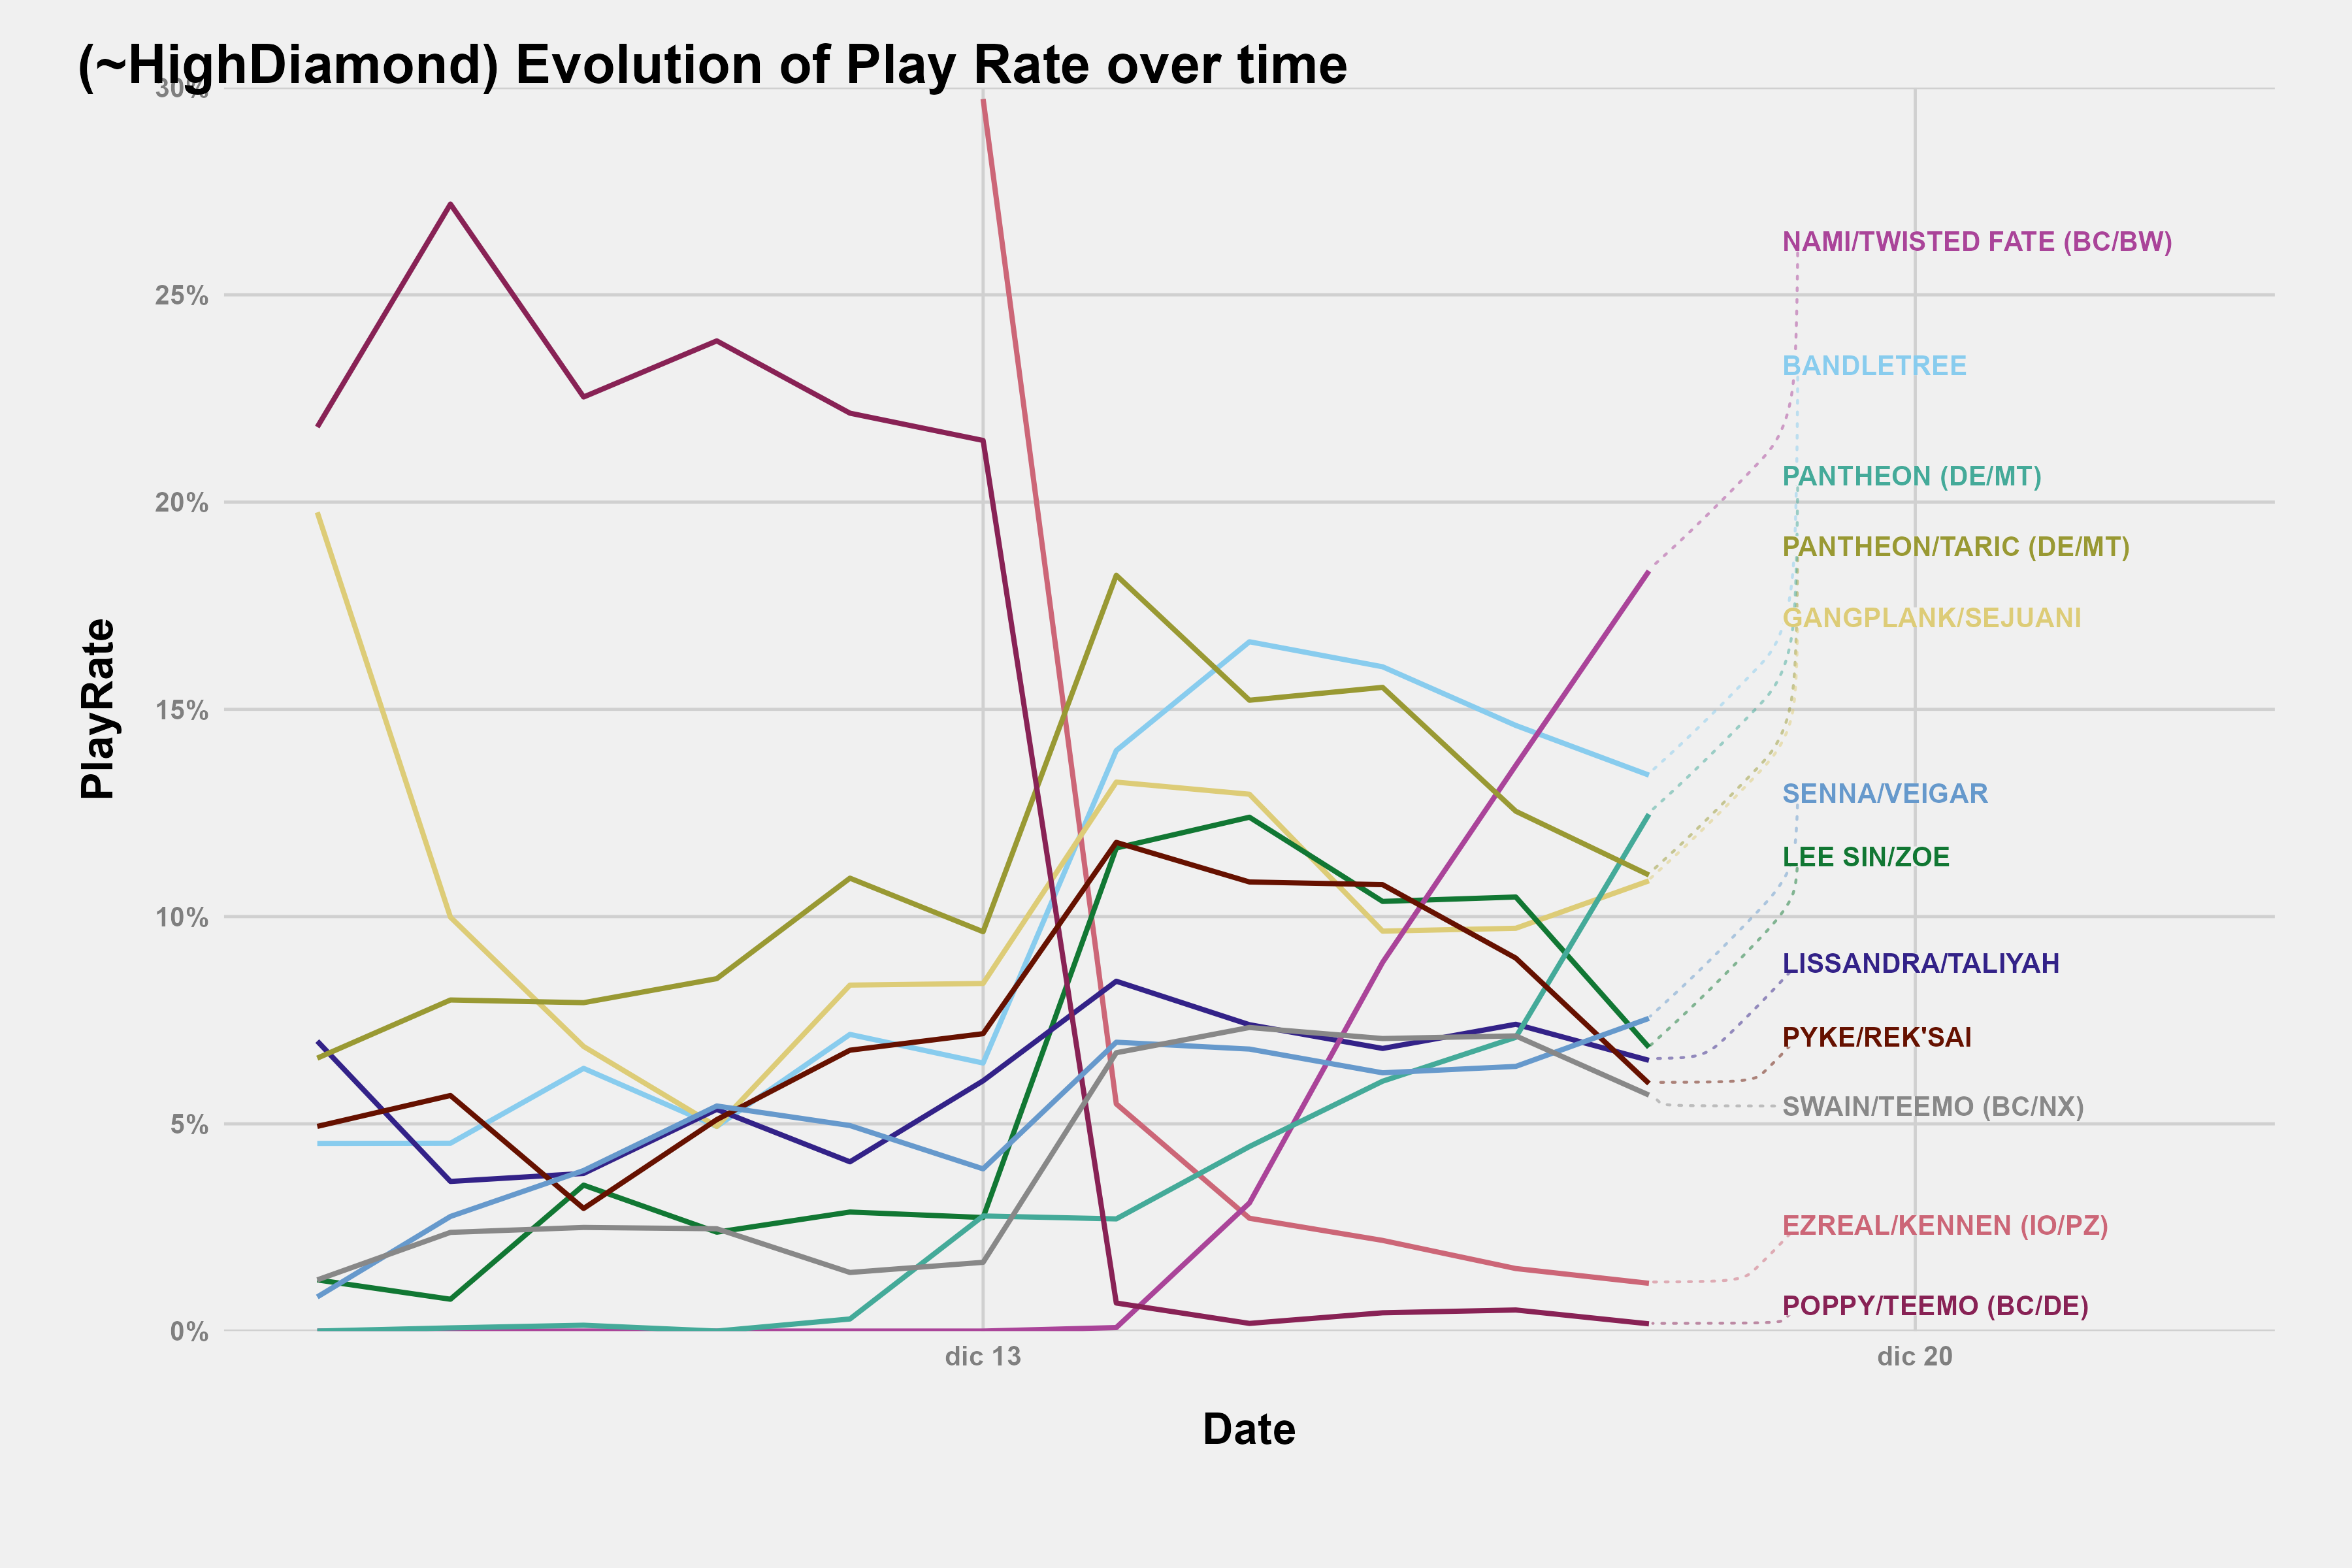 (~HighDiamond) Evolution of Play Rate over time
30%
25%
20%
15%
10%
5%
0%
PlayRate
NAMI/TWISTED FATE (BC/BW)
BANDLETREE
PANTHEON (DE/MT)
PANTHEON/TARIC (DE/MT)
GANGPLANK/SEJUANI
SENNA/VEIGAR
LEE SIN/ZOE
LISSANDRA/TALIYAH
PYKE/REK'SAI
SWAIN/TEEMO (BC/NX)
EZREAL/KENNEN (IO/PZ)
POPPY/TEEMO (BC/DE)
dic 13
dic 20
Date